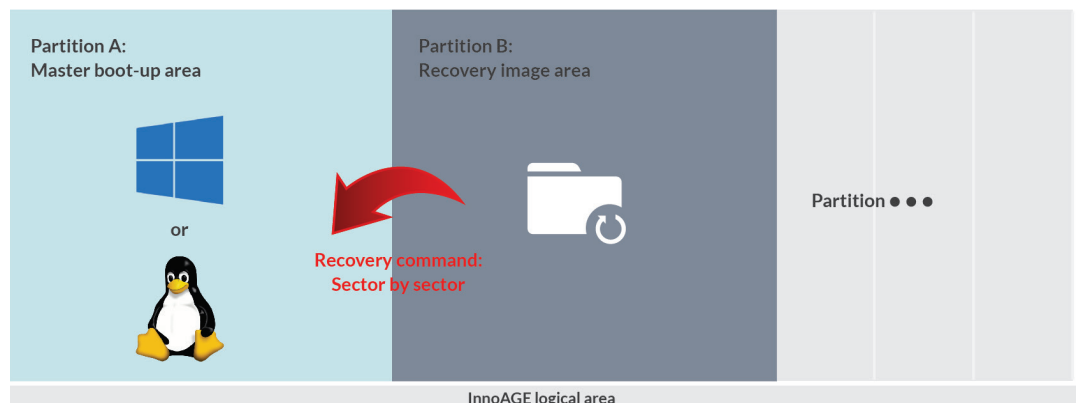 Partition A:
Master boot-up area
Partition B:
Recovery image area
or
Recovery command:
Sector by sector
Partition ● ● ●
InnoAGE logical area